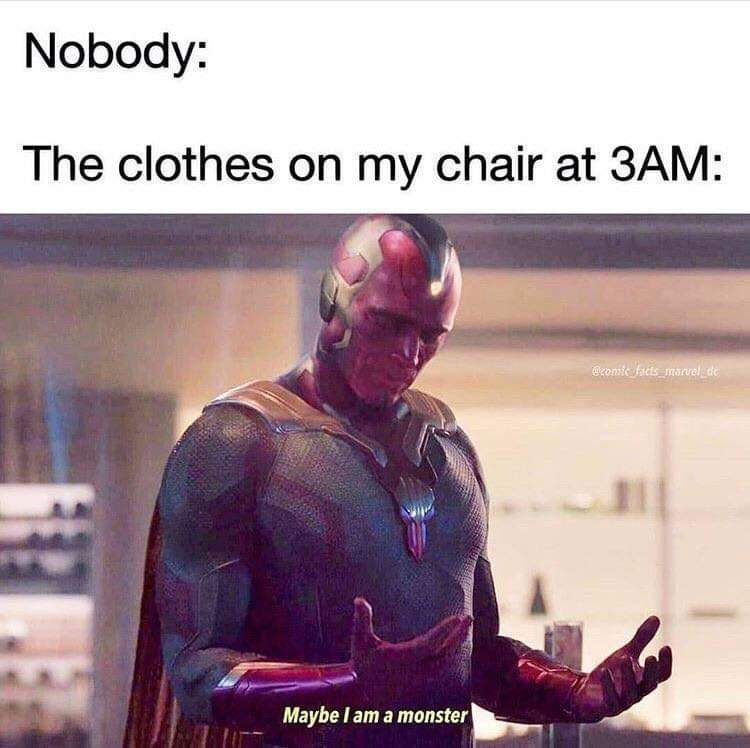 Nobody:
The clothes on my chair at 3AM:
@comic_facts_marvel_dc
Maybe I am a monster